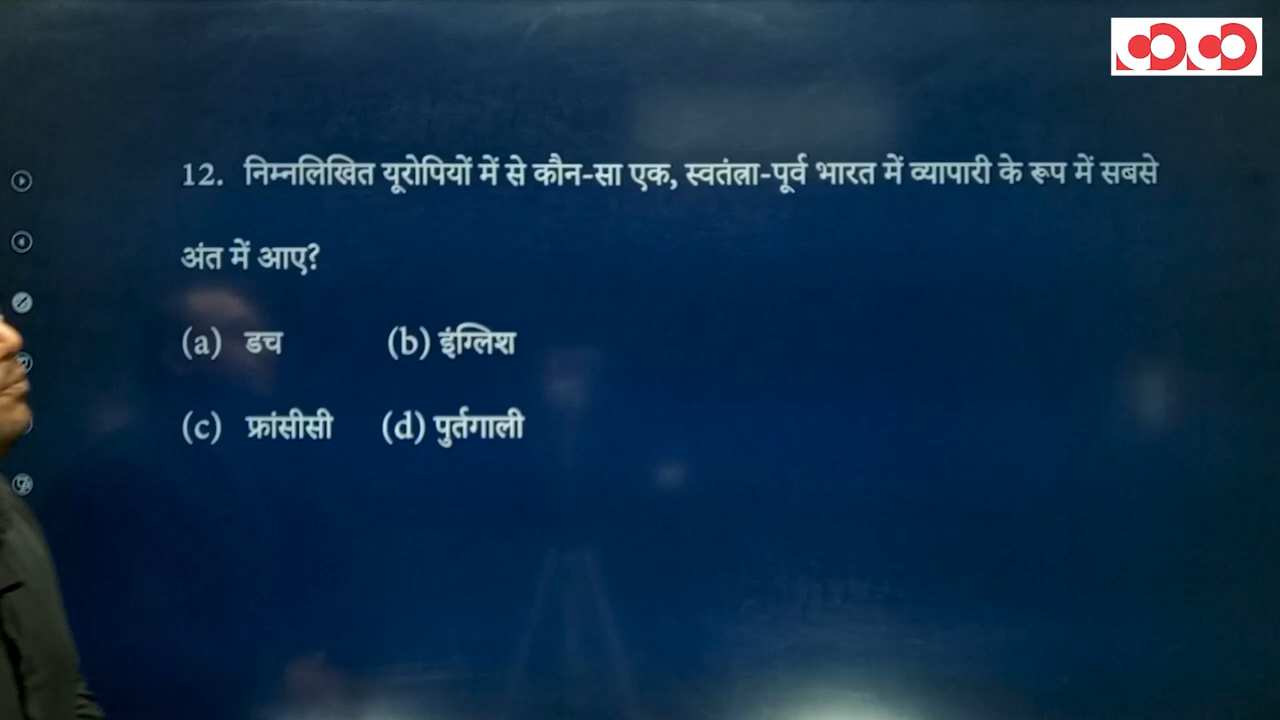 12. निम्नलिखित यूरोपियों में से कौन-सा एक, स्वतंत्रा-पूर्व भारत में व्यापारी के रूप में सबसे
अंत में आए?
(a) डच (b) इंग्लिश
(c) फ्रांसीसी (d) पुर्तगाली